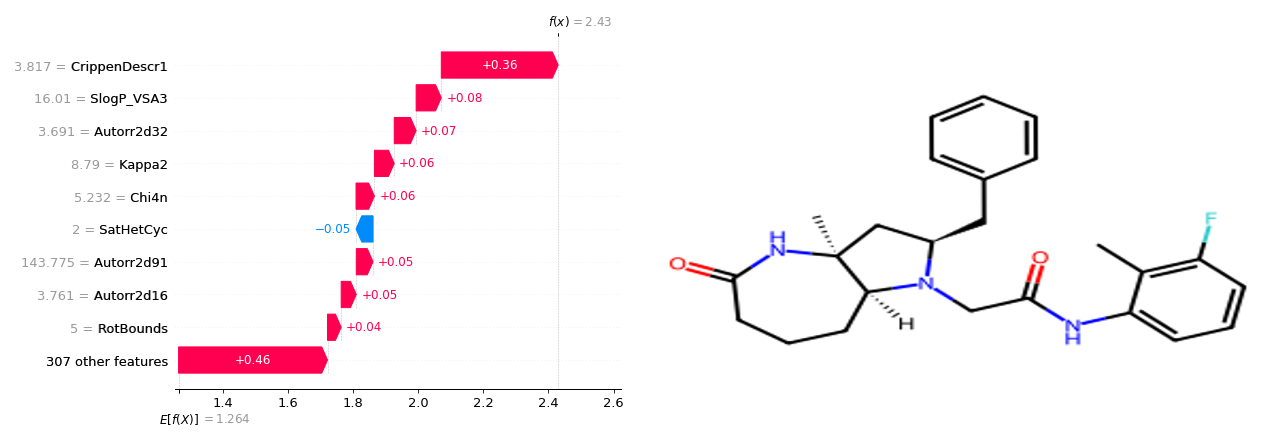 f(x) = 2.43
3.817 = CrippenDescr1
+0.36
16.01 = SlogP_VSA3
+0.08
3.691 = Autorr2d32
+0.07
8.79 = Kappa2
+0.06
5.232 = Chi4n
+0.06
2 = SatHetCyc
−0.05
143.775 = Autorr2d91
+0.05
3.761 = Autorr2d16
+0.05
5 = RotBounds
+0.04
307 other features
+0.46
1.4 1.6 1.8 2.0 2.2 2.4 2.6
E[f(X)] = 1.264
F
H
N
O
O
N
H
N
H